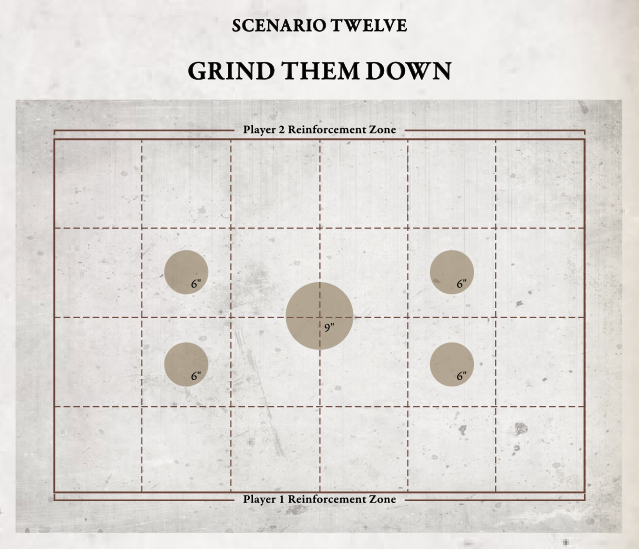 SCENARIO TWELVE
GRIND THEM DOWN
Player 2 Reinforcement Zone
6" 6"
9"
6" 6"
Player 1 Reinforcement Zone